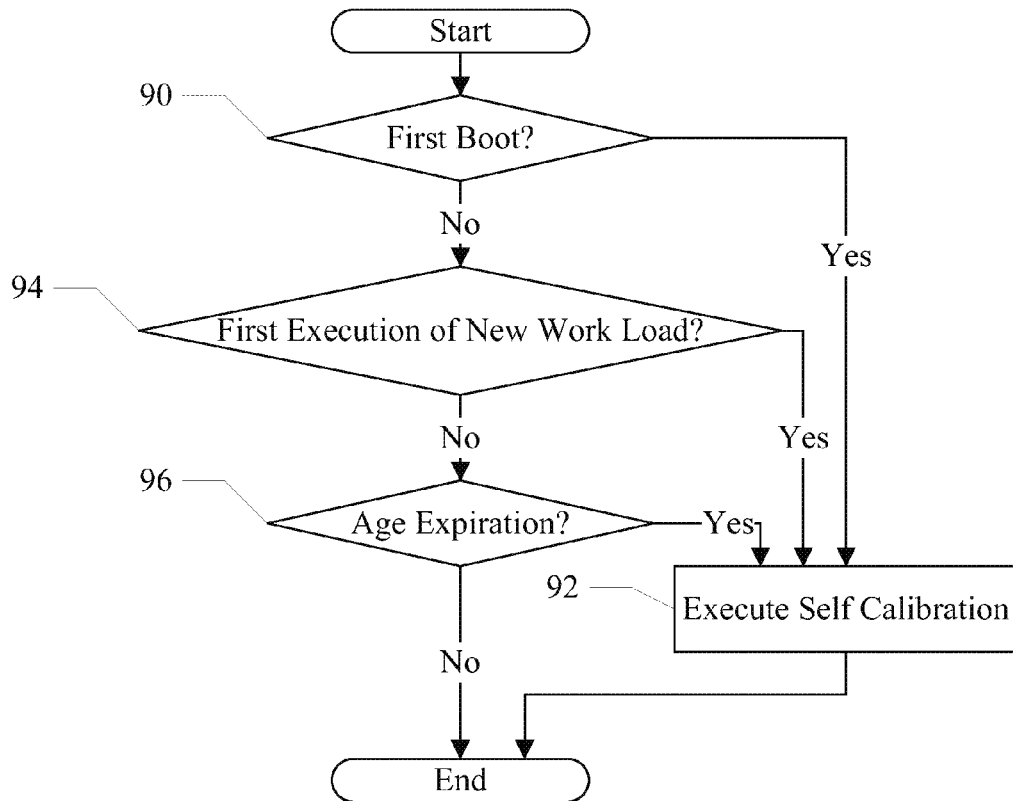 Start
90
First Boot?
No
Yes
94
First Execution of New Work Load?
No
Yes
96
Age Expiration?
Yes
92
Execute Self Calibration
No
End